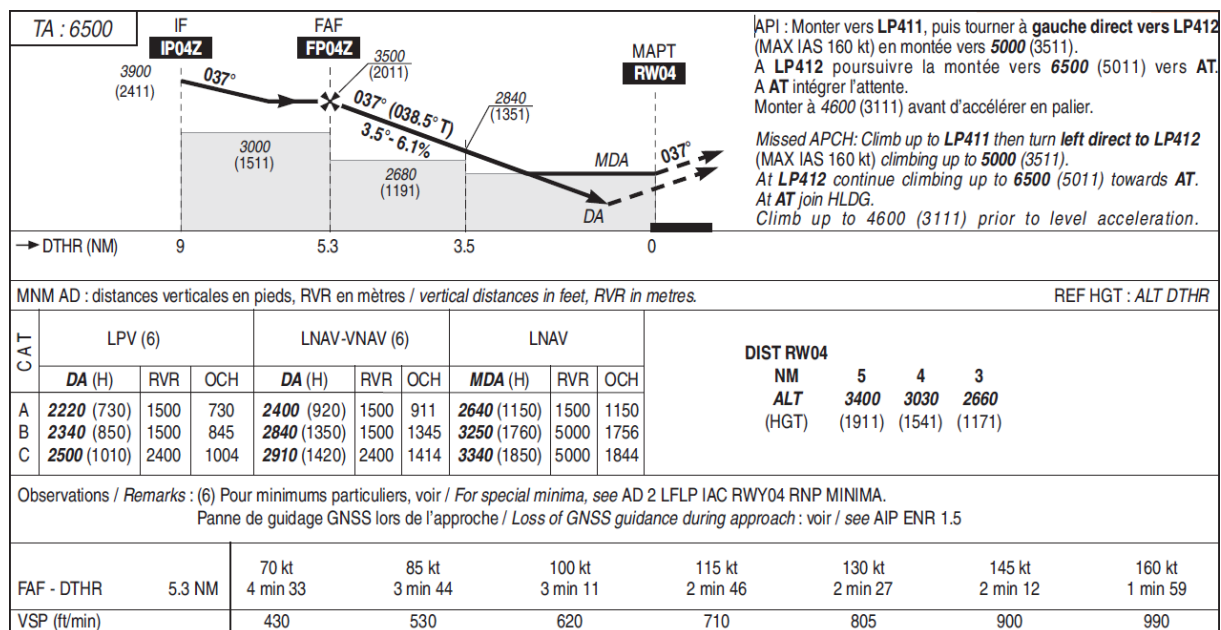 TA : 6500
IF
FAF
IP04Z
FP04Z
MAPT
RW04
3900
(2411)
037°
3500
(2011)
037° (038.5° T)
3.5°- 6.1%
2840
(1351)
3000
(1511)
2680
(1191)
MDA
037°
DA
DTHR (NM)
9
5.3
3.5
0
API : Monter vers LP411, puis tourner à gauche direct vers LP412
(MAX IAS 160 kt) en montée vers 5000 (3511).
A LP412 poursuivre la montée vers 6500 (5011) vers AT.
A AT intégrer l'attente.
Monter à 4600 (3111) avant d'accélérer en palier.
Missed APCH: Climb up to LP411 then turn left direct to LP412
(MAX IAS 160 kt) climbing up to 5000 (3511).
At LP412 continue climbing up to 6500 (5011) towards AT.
At AT join HLDG.
Climb up to 4600 (3111) prior to level acceleration.
MNM AD : distances verticales en pieds, RVR en mètres / vertical distances in feet, RVR in metres. REF HGT : ALT DTHR
CAT LPV (6) LNAV-VNAV (6) LNAV
DA (H) RVR OCH DA (H) RVR OCH MDA (H) RVR OCH
A 2220 (730) 1500 730 2400 (920) 1500 911 2640 (1150) 1500 1150
B 2340 (850) 1500 845 2840 (1350) 1500 1345 3250 (1760) 5000 1756
C 2500 (1010) 2400 1004 2910 (1420) 2400 1414 3340 (1850) 5000 1844
DIST RW04
NM 5 4 3
ALT 3400 3030 2660
(HGT) (1911) (1541) (1171)
Observations / Remarks : (6) Pour minimums particuliers, voir / For special minima, see AD 2 LFLP IAC RWY04 RNP MINIMA.
Panne de guidage GNSS lors de l'approche / Loss of GNSS guidance during approach : voir / see AIP ENR 1.5
70 kt 85 kt 100 kt 115 kt 130 kt 145 kt 160 kt
FAF - DTHR 5.3 NM 4 min 33 3 min 44 3 min 11 2 min 46 2 min 27 2 min 12 1 min 59
VSP (ft/min) 430 530 620 710 805 900 990